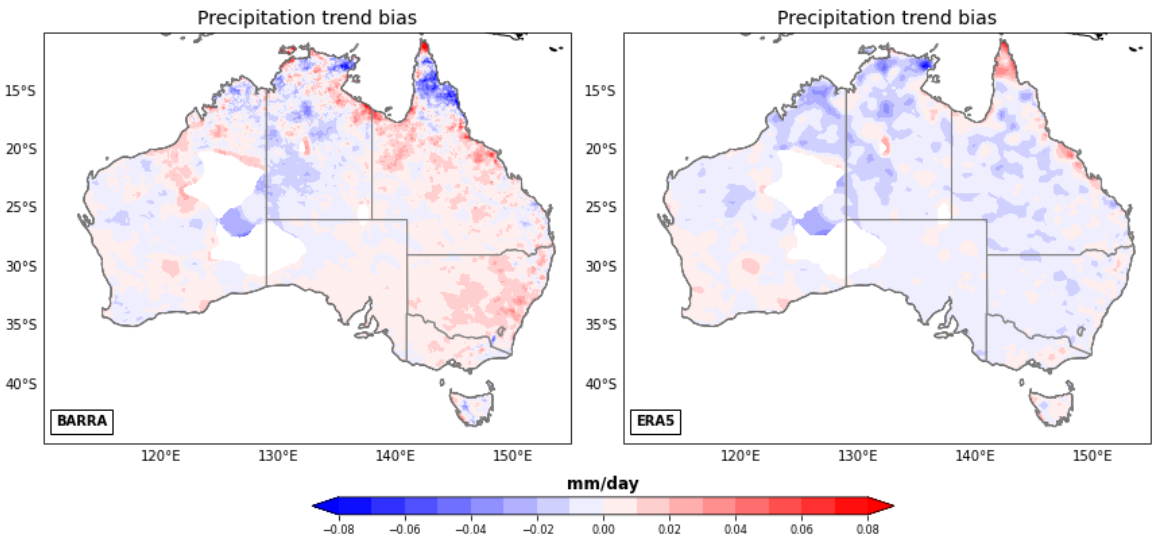 Precipitation trend bias
Precipitation trend bias
15°S
20°S
25°S
30°S
35°S
40°S
15°S
20°S
25°S
30°S
35°S
40°S
BARRA
ERA5
120°E 130°E 140°E 150°E
120°E 130°E 140°E 150°E
mm/day
−0.08 −0.06 −0.04 −0.02 0.00 0.02 0.04 0.06 0.08